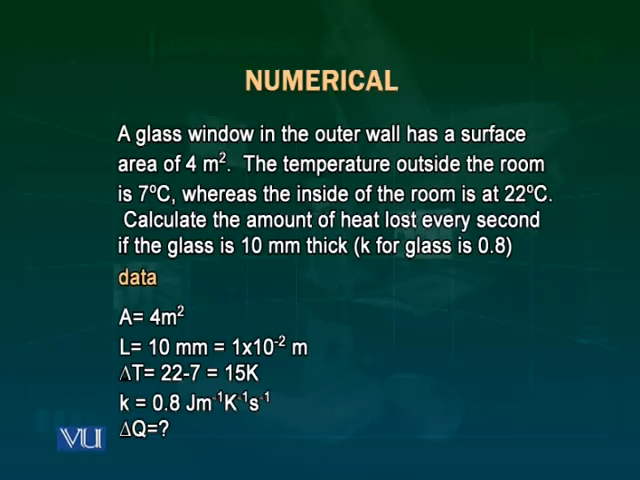 NUMERICAL
A glass window in the outer wall has a surface
area of 4 m². The temperature outside the room
is 7ºC, whereas the inside of the room is at 22ºC.
Calculate the amount of heat lost every second
if the glass is 10 mm thick (k for glass is 0.8)
data
A= 4m²
L= 10 mm = 1x10⁻² m
∆T= 22-7 = 15K
k = 0.8 Jm⁻¹K⁻¹s⁻¹
∆Q=?
VU